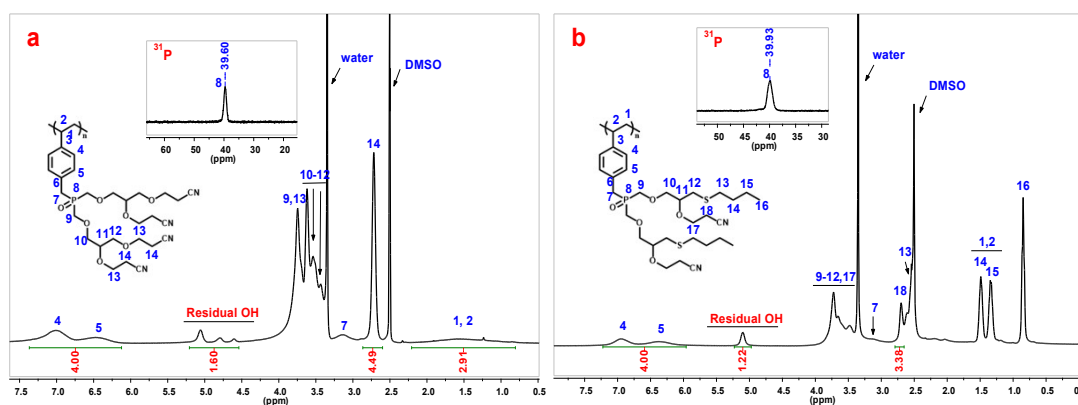 a
31P
8
39.60
60 50 40 30 20
(ppm)
water
DMSO
2
1
3
n
4
5
6
7
P
8
O
9
O
O
CN
O
13
CN
O
10
11
12
O
14
CN
14
O
13
CN
14
10-12
9,13
Residual OH
4
5
7
1, 2
4.00
1.60
4.49
2.91
7.5 7.0 6.5 6.0 5.5 5.0 4.5 4.0 3.5 3.0 2.5 2.0 1.5 1.0 0.5
(ppm)
b
31P
8
39.93
50 45 40 35 30
(ppm)
water
DMSO
2
1
3
n
4
5
6
7
P
8
9
O
10
11
12
S
13
14
15
16
O
O
18
CN
17
O
S
O
CN
16
13
1,2
14
15
18
9-12,17
7
Residual OH
4
5
4.00
1.22
3.38
7.5 7.0 6.5 6.0 5.5 5.0 4.5 4.0 3.5 3.0 2.5 2.0 1.5 1.0 0.5 0.0
(ppm)